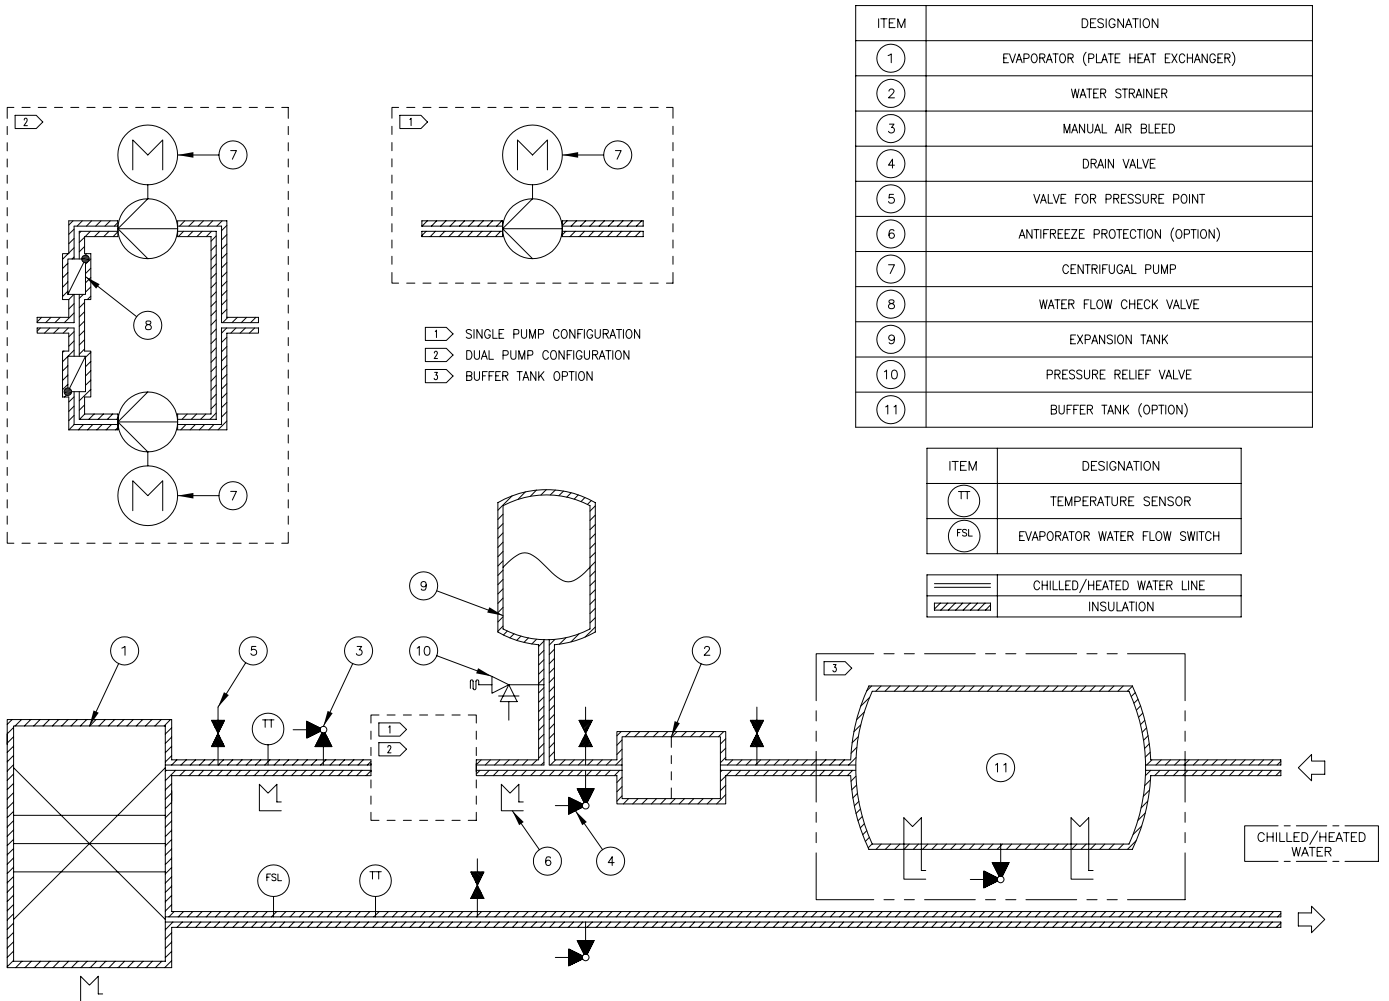 ITEM DESIGNATION
1 EVAPORATOR (PLATE HEAT EXCHANGER)
2 WATER STRAINER
3 MANUAL AIR BLEED
4 DRAIN VALVE
5 VALVE FOR PRESSURE POINT
6 ANTIFREEZE PROTECTION (OPTION)
7 CENTRIFUGAL PUMP
8 WATER FLOW CHECK VALVE
9 EXPANSION TANK
10 PRESSURE RELIEF VALVE
11 BUFFER TANK (OPTION)
2
M
7
8
M
7
1
M
7
1 SINGLE PUMP CONFIGURATION
2 DUAL PUMP CONFIGURATION
3 BUFFER TANK OPTION
ITEM DESIGNATION
TT TEMPERATURE SENSOR
FSL EVAPORATOR WATER FLOW SWITCH
CHILLED/HEATED WATER LINE
INSULATION
9
1
5
3
10
2
3
TT
1
2
11
6
4
CHILLED/HEATED
WATER
FSL
TT